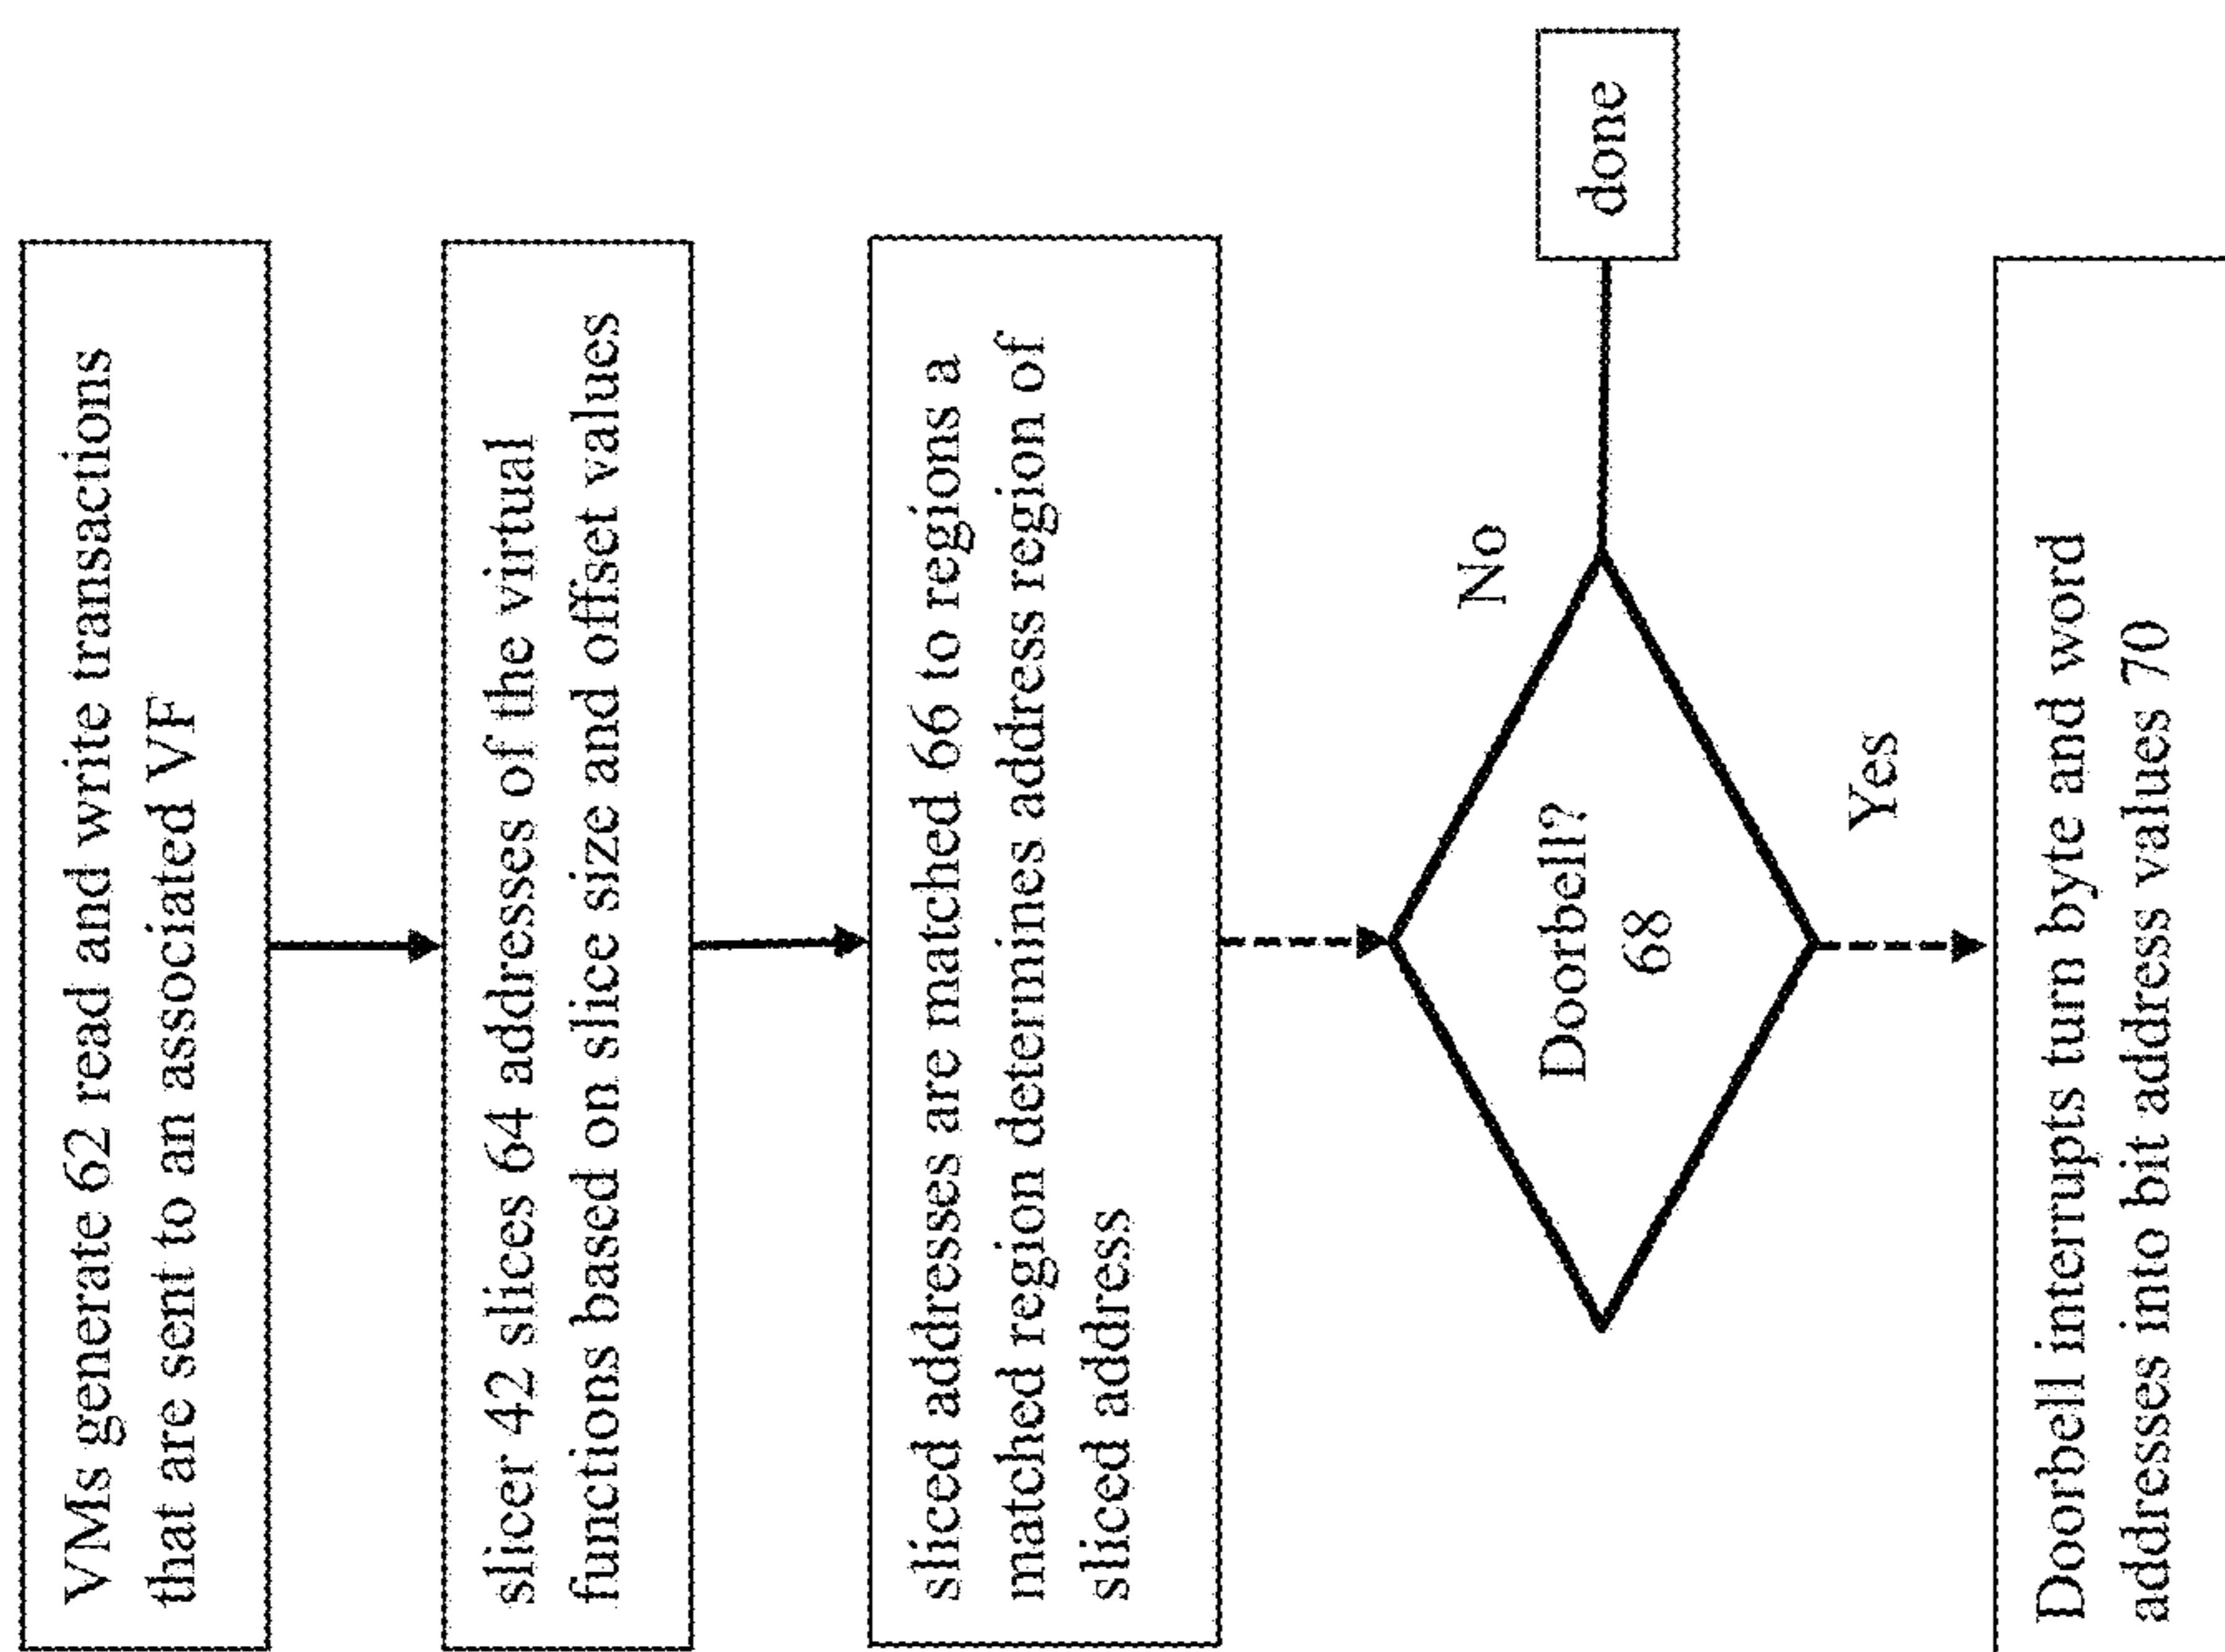 VMs generate 62 read and write transactions
that are sent to an associated VF
slicer 42 slices 64 addresses of the virtual
functions based on slice size and offset values
sliced addresses are matched 66 to regions a
matched region determines address region of
sliced address
Doorbell?
68
No
done
Yes
Doorbell interrupts turn byte and word
addresses into bit address values 70